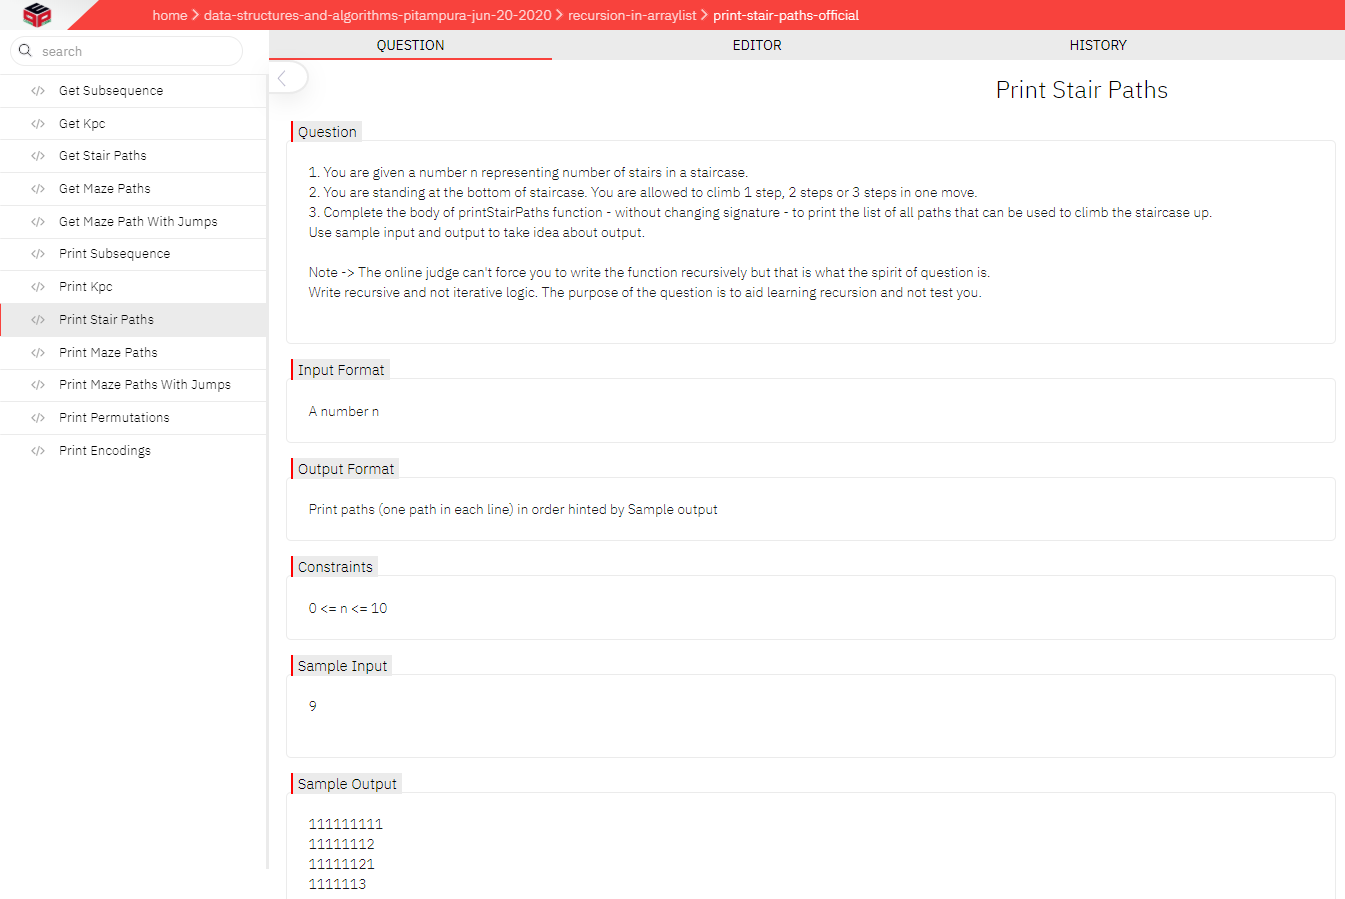 home > data-structures-and-algorithms-pitampura-jun-20-2020 > recursion-in-arraylist > print-stair-paths-official
search
QUESTION
EDITOR
HISTORY
</> Get Subsequence
</> Get Kpc
</> Get Stair Paths
</> Get Maze Paths
</> Get Maze Path With Jumps
</> Print Subsequence
</> Print Kpc
</> Print Stair Paths
</> Print Maze Paths
</> Print Maze Paths With Jumps
</> Print Permutations
</> Print Encodings
Print Stair Paths
Question
1. You are given a number n representing number of stairs in a staircase.
2. You are standing at the bottom of staircase. You are allowed to climb 1 step, 2 steps or 3 steps in one move.
3. Complete the body of printStairPaths function - without changing signature - to print the list of all paths that can be used to climb the staircase up.
Use sample input and output to take idea about output.
Note -> The online judge can't force you to write the function recursively but that is what the spirit of question is.
Write recursive and not iterative logic. The purpose of the question is to aid learning recursion and not test you.
Input Format
A number n
Output Format
Print paths (one path in each line) in order hinted by Sample output
Constraints
0 <= n <= 10
Sample Input
9
Sample Output
111111111
11111112
11111121
1111113